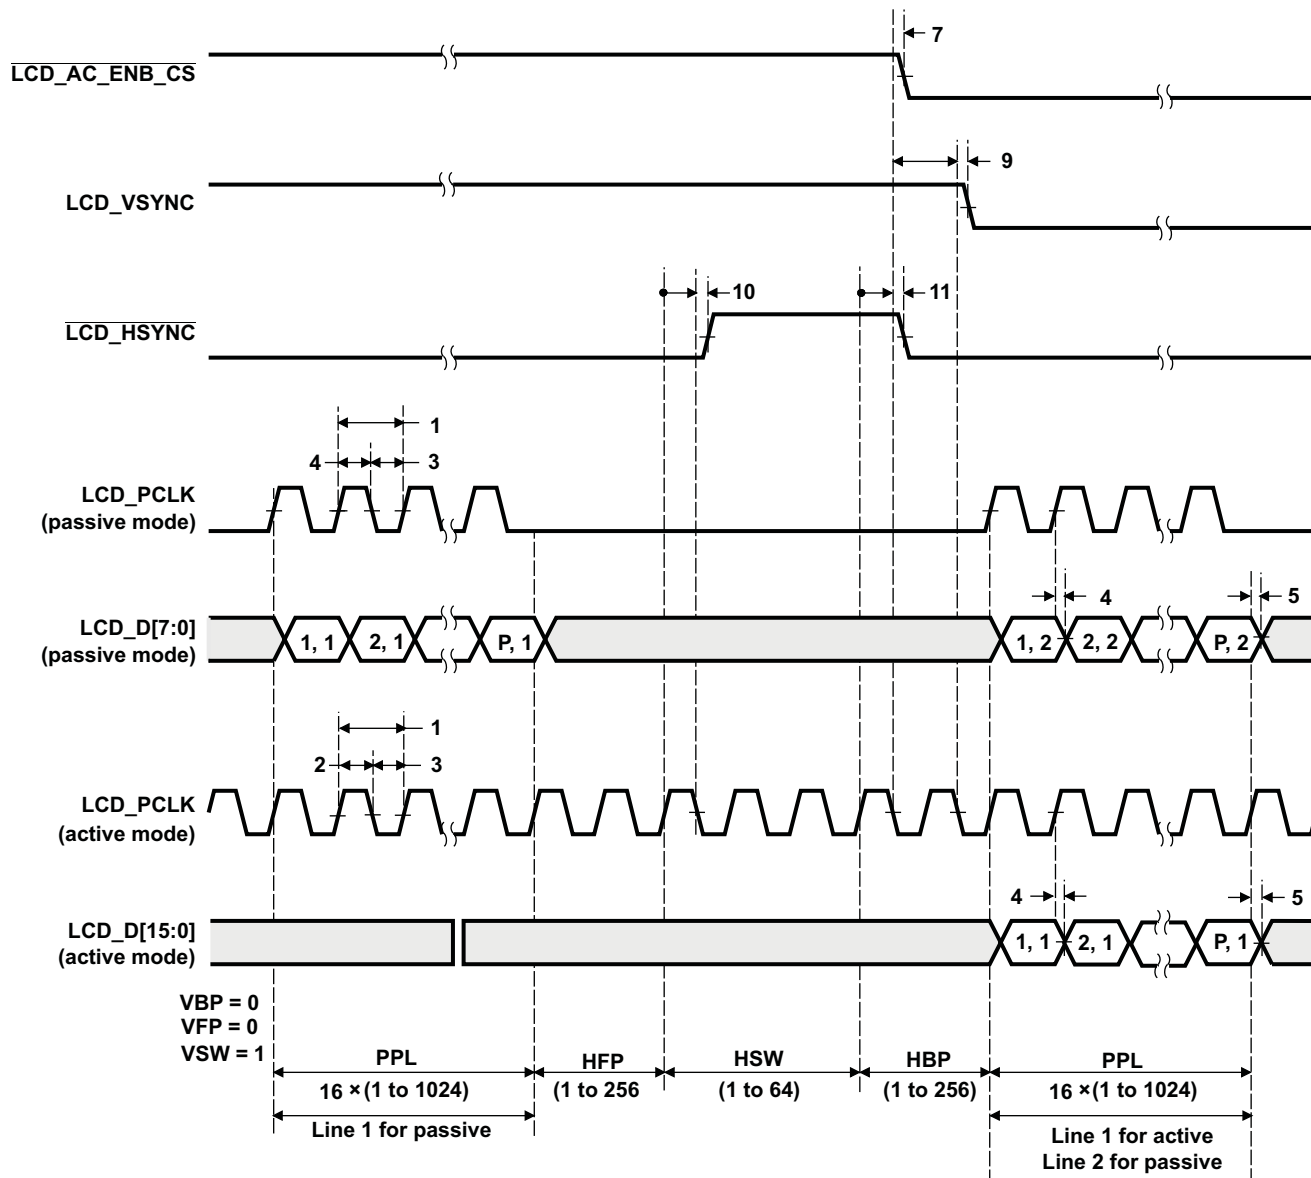 7
LCD_AC_ENB_CS
9
LCD_VSYNC
10
11
LCD_HSYNC
1
4
3
LCD_PCLK
(passive mode)
4
5
LCD_D[7:0]
(passive mode)
1, 1
2, 1
P, 1
1, 2
2, 2
P, 2
1
2
3
LCD_PCLK
(active mode)
4
5
LCD_D[15:0]
(active mode)
1, 1
2, 1
P, 1
VBP = 0
VFP = 0
VSW = 1
PPL
HFP
HSW
HBP
PPL
16 × (1 to 1024)
(1 to 256
(1 to 64)
(1 to 256)
16 × (1 to 1024)
Line 1 for passive
Line 1 for active
Line 2 for passive